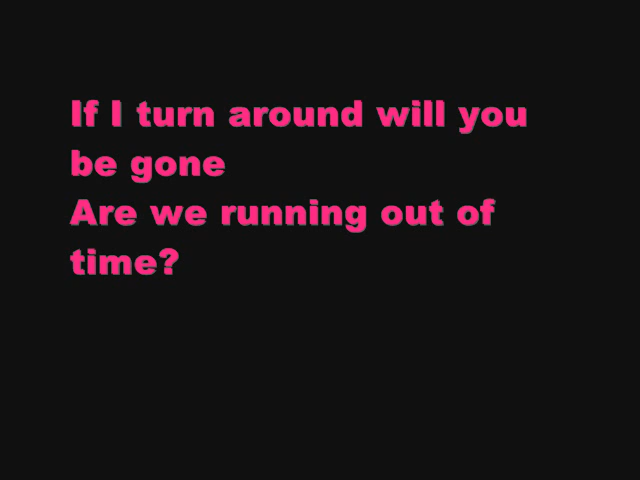 If I turn around will you
be gone
Are we running out of
time?